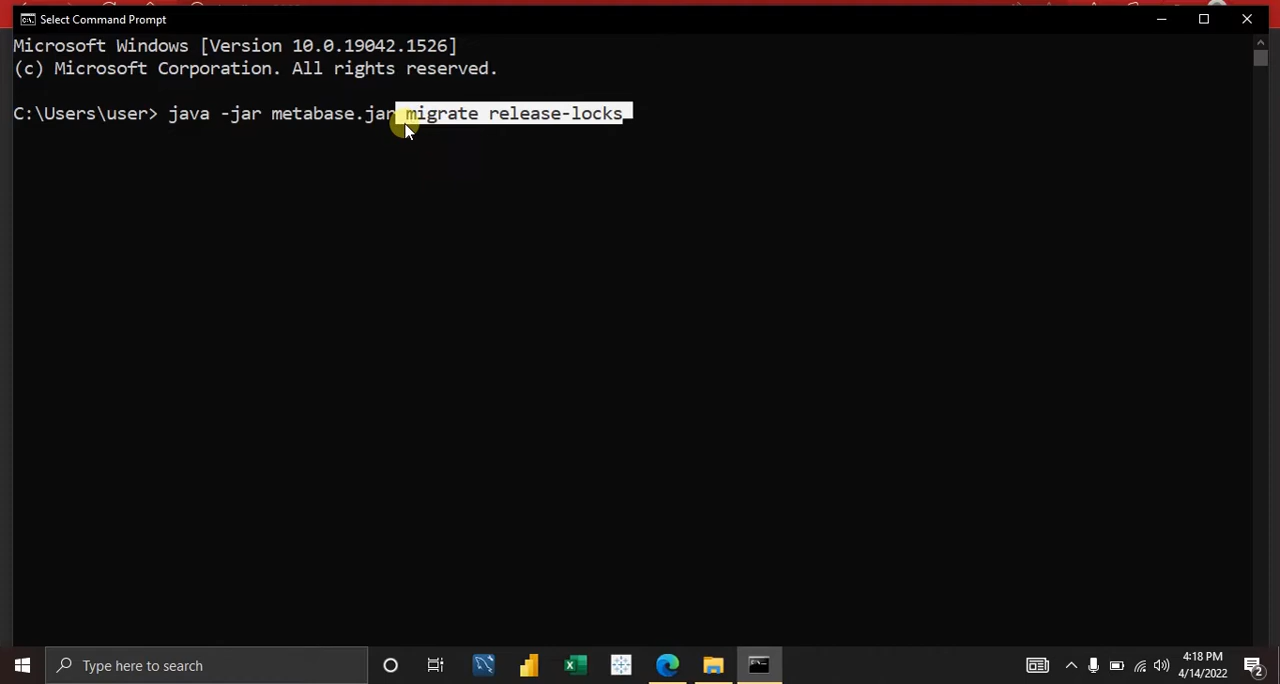 Select Command Prompt
Microsoft Windows [Version 10.0.19042.1526]
(c) Microsoft Corporation. All rights reserved.
C:\Users\user> java -jar metabase.jar migrate release-locks
Type here to search
4:18 PM
4/14/2022
2